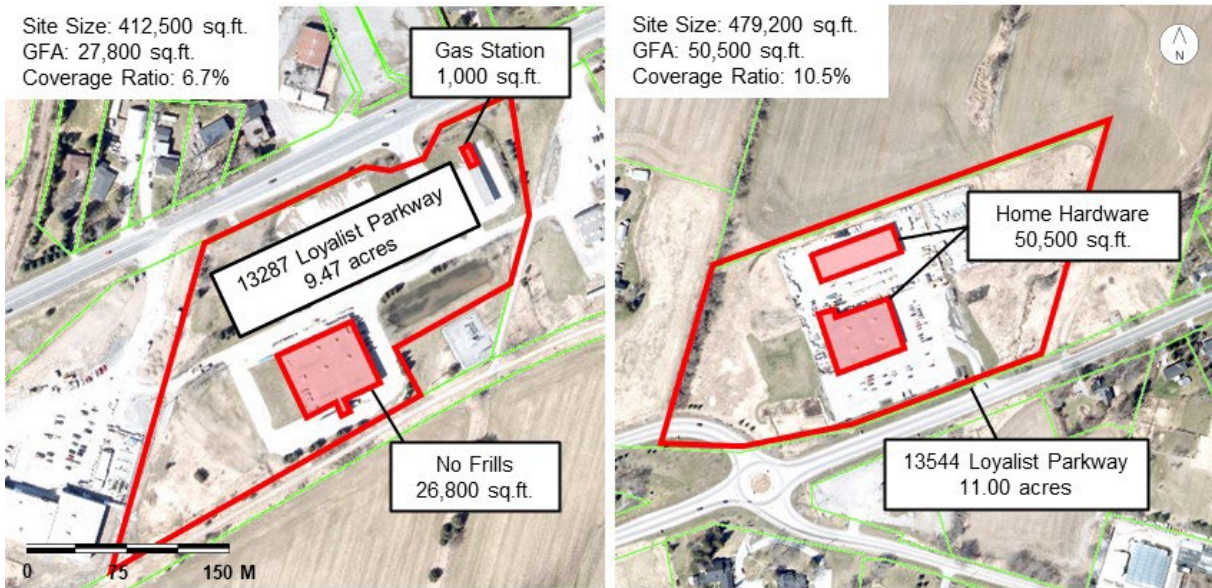 Site Size: 412,500 sq.ft.
GFA: 27,800 sq.ft.
Coverage Ratio: 6.7%
Gas Station
1,000 sq.ft.
13287 Loyalist Parkway
9.47 acres
No Frills
26,800 sq.ft.
0 75 150 M
Site Size: 479,200 sq.ft.
GFA: 50,500 sq.ft.
Coverage Ratio: 10.5%
N
Home Hardware
50,500 sq.ft.
13544 Loyalist Parkway
11.00 acres